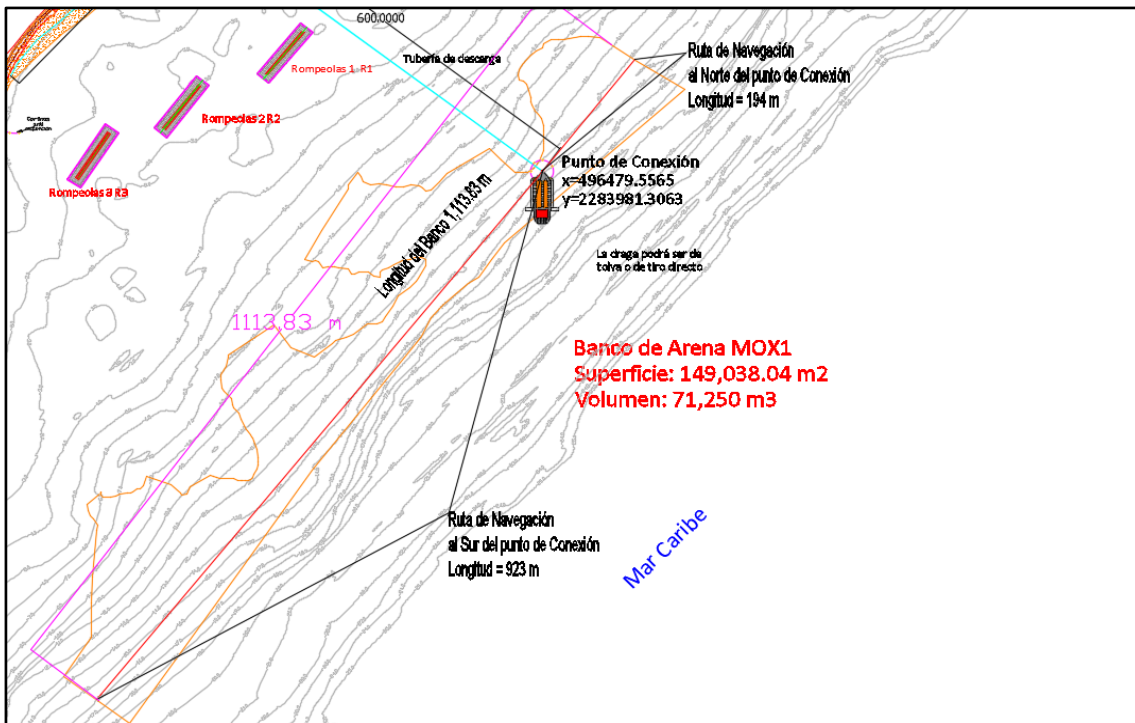 600,0000
Tubería de descarga
Ruta de Navegación
al Norte del punto de Conexión
Longitud = 194 m
Rompeolas 1 R1
Rompeolas 2 R2
Rompeolas 3 R3
Punto de Conexión
x=496479.5565
y=2283981.3063
Longitud del Banco 1,113.83 m
La draga podrá ser de
tolva o de tiro directo
1113,83 m
Banco de Arena MOX1
Superficie: 149,038.04 m2
Volumen: 71,250 m3
Ruta de Navegación
al Sur del punto de Conexión
Longitud = 923 m
Mar Caribe